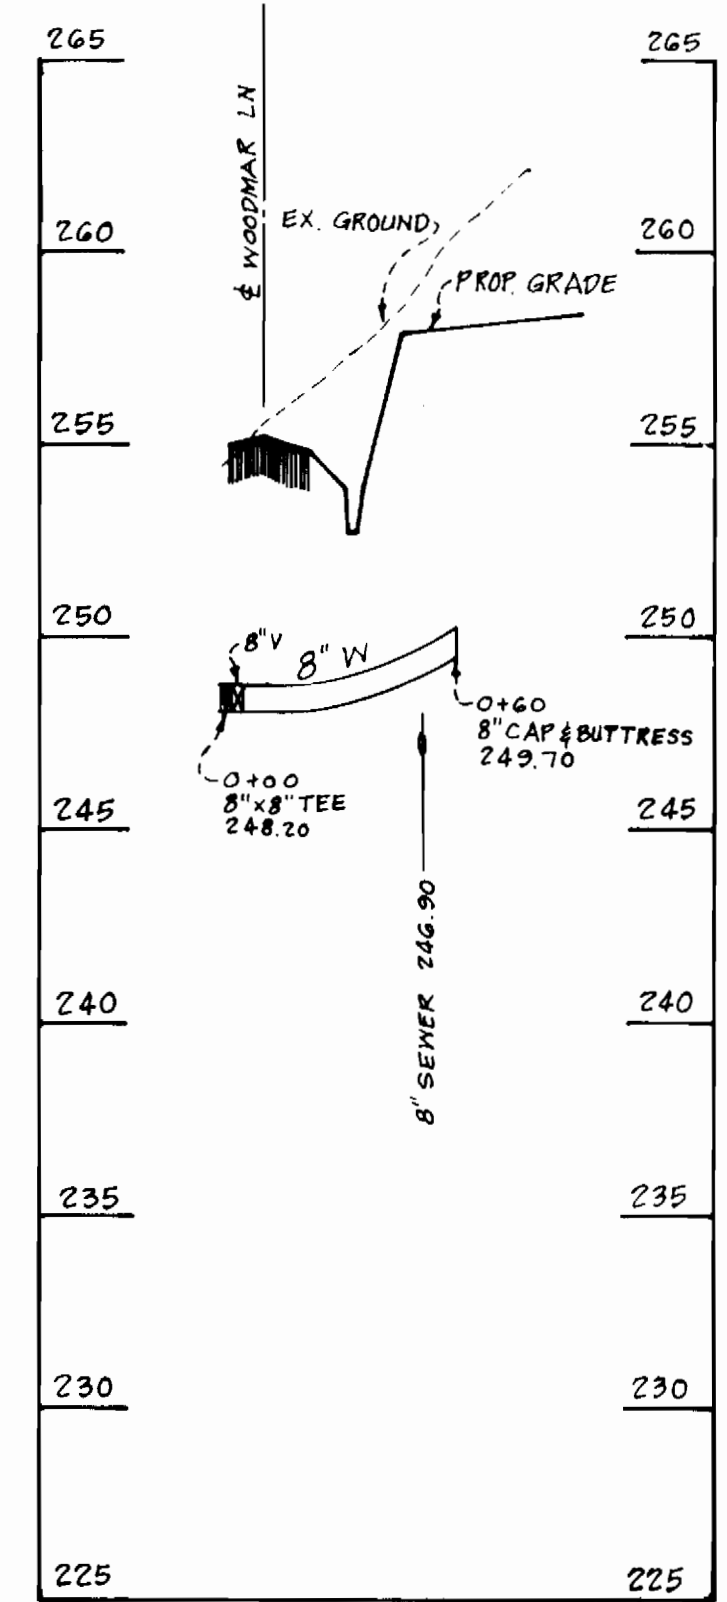 265 265
℄ WOODMAR LN
EX. GROUND
260 260
PROP. GRADE
255 255
250 250
8"V
8" W
0+60
8" CAP & BUTTRESS
249.70
0+00
8"x8" TEE
248.20
245 245
8" SEWER 246.90
240 240
235 235
230 230
225 225